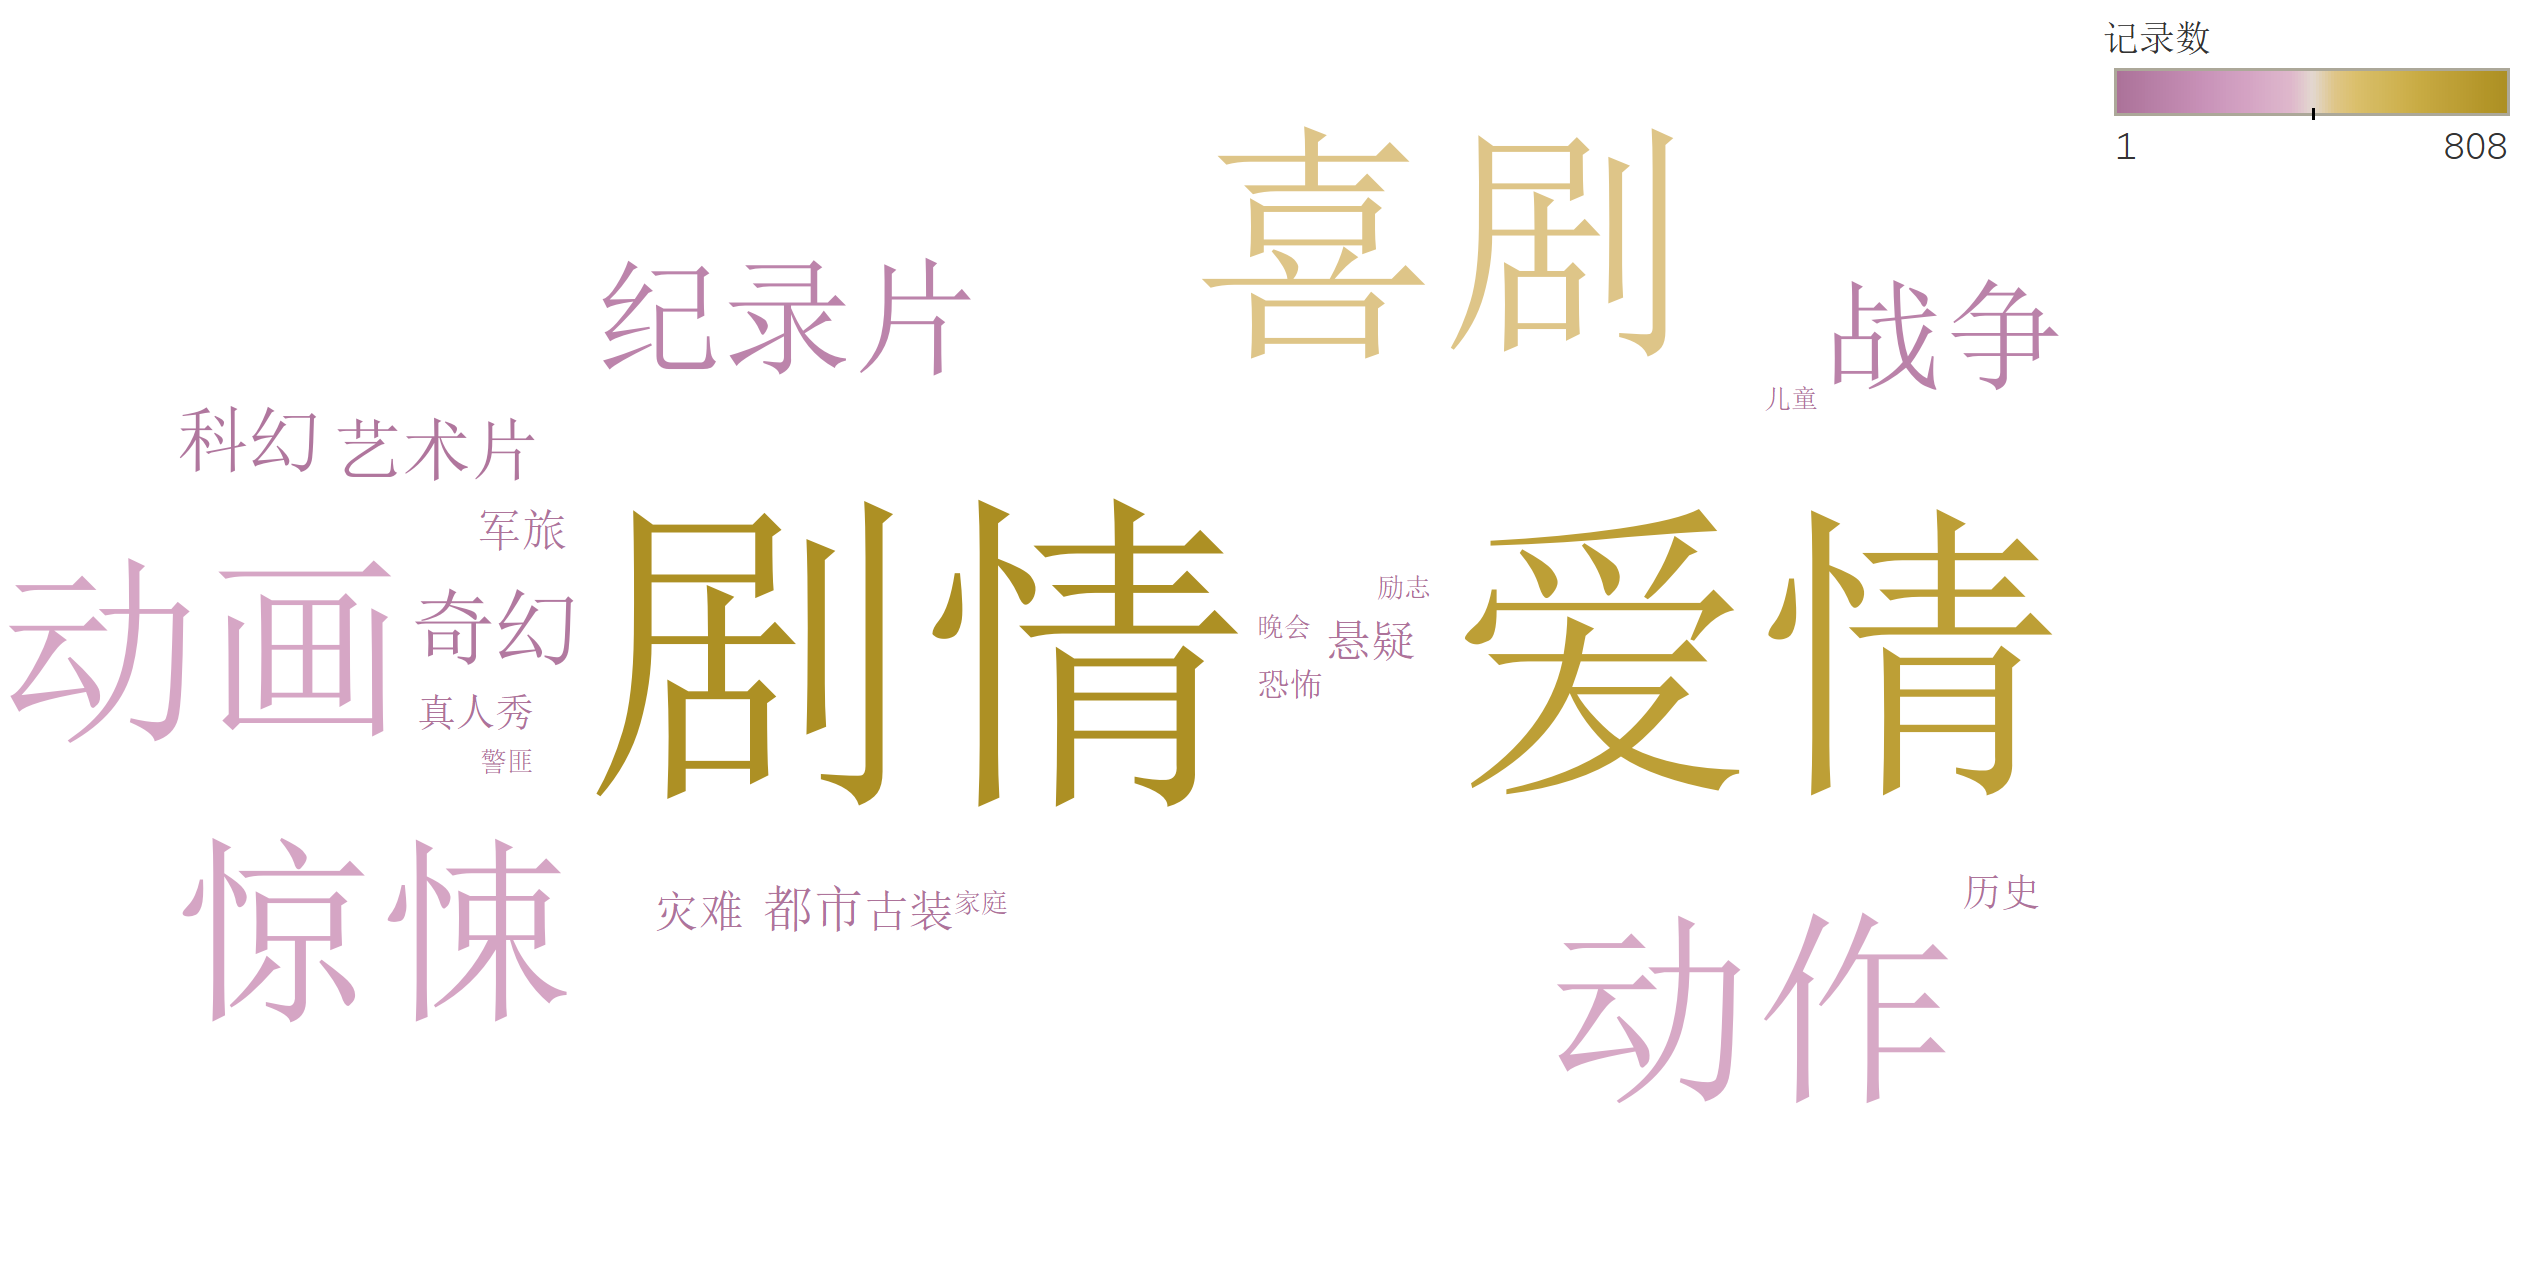 记录数
1 808
喜剧
纪录片
战争
儿童
科幻 艺术片
军旅
剧情
爱情
动画
奇幻
励志
晚会
悬疑
恐怖
真人秀
警匪
惊悚
灾难 都市 古装 家庭
历史
动作